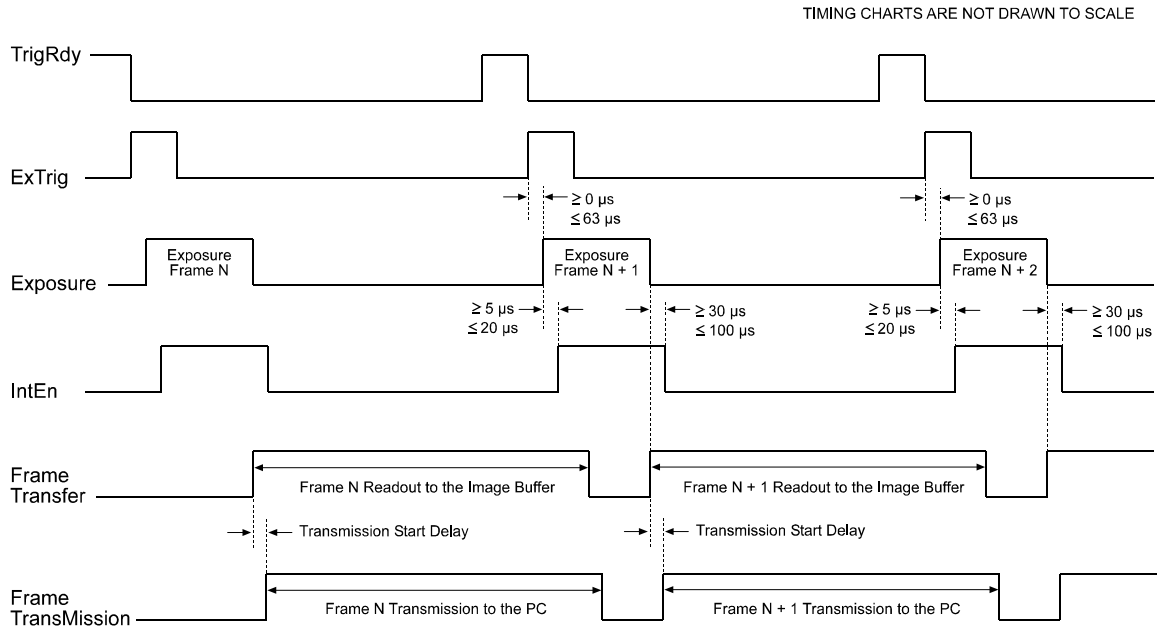 TIMING CHARTS ARE NOT DRAWN TO SCALE
TrigRdy
ExTrig
≥ 0 µs
≤ 63 µs
≥ 0 µs
≤ 63 µs
Exposure
Exposure
Frame N
Exposure
Frame N + 1
Exposure
Frame N + 2
≥ 5 µs
≤ 20 µs
≥ 30 µs
≤ 100 µs
≥ 5 µs
≤ 20 µs
≥ 30 µs
≤ 100 µs
IntEn
Frame
Transfer
Frame N Readout to the Image Buffer
Frame N + 1 Readout to the Image Buffer
Transmission Start Delay
Transmission Start Delay
Frame
TransMission
Frame N Transmission to the PC
Frame N + 1 Transmission to the PC